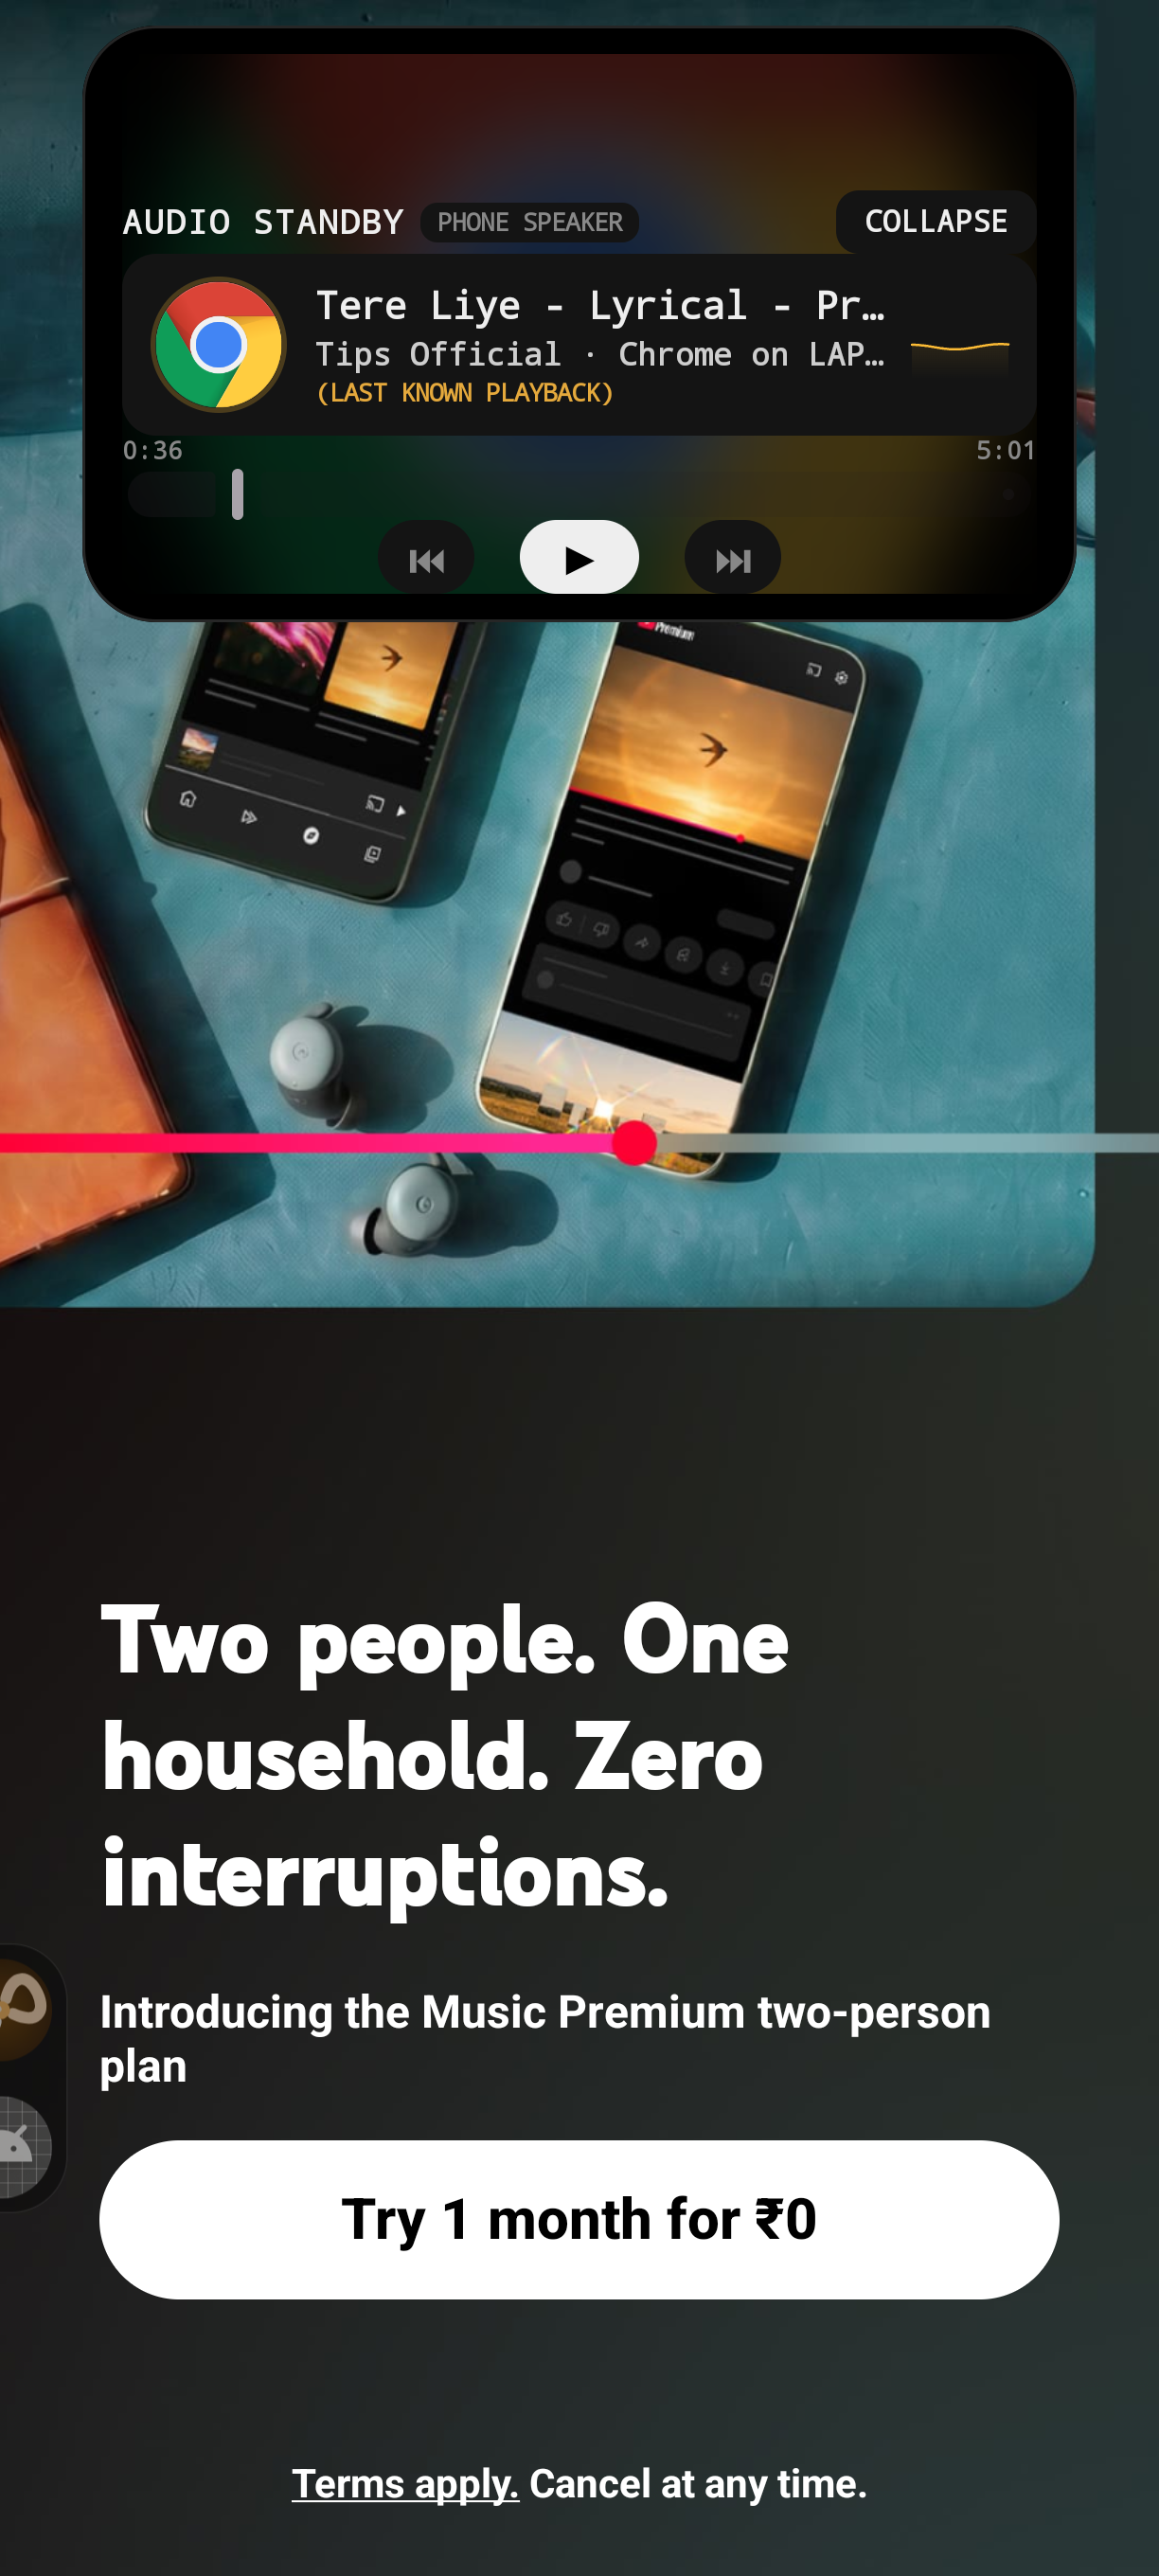 AUDIO STANDBY PHONE SPEAKER COLLAPSE
Tere Liye - Lyrical - Pr…
Tips Official · Chrome on LAP…
(LAST KNOWN PLAYBACK)
0:36 5:01
Premium
Two people. One
household. Zero
interruptions.
Introducing the Music Premium two-person
plan
Try 1 month for ₹0
Terms apply. Cancel at any time.